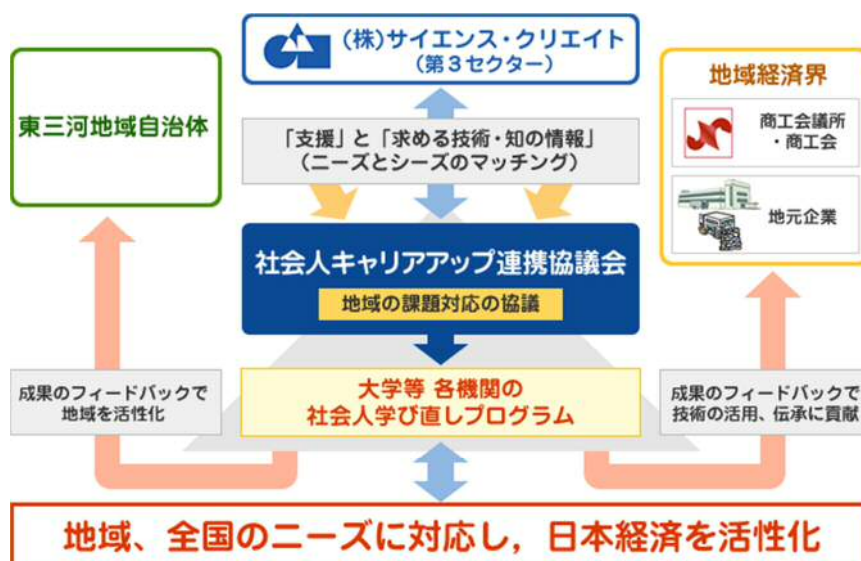 (株)サイエンス・クリエイト
(第3セクター)
東三河地域自治体
地域経済界
商工会議所
・商工会
地元企業
「支援」と「求める技術・知の情報」
(ニーズとシーズのマッチング)
社会人キャリアアップ連携協議会
地域の課題対応の協議
大学等 各機関の
社会人学び直しプログラム
成果のフィードバックで
地域を活性化
成果のフィードバックで
技術の活用、伝承に貢献
地域、全国のニーズに対応し，日本経済を活性化